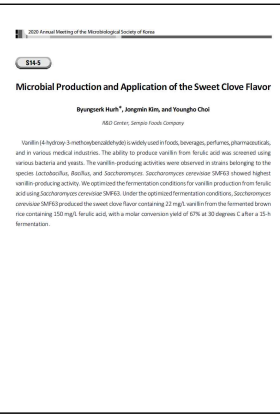 2020 Annual Meeting of the Microbiological Society of Korea
S14-5
Microbial Production and Application of the Sweet Clove Flavor
Byungserk Hurh*, Jongmin Kim, and Youngho Choi
R&D Center, Sempio Foods Company
Vanillin (4-hydroxy-3-methoxybenzaldehyde) is widely used in foods, beverages, perfumes, pharmaceuticals,
and in various medical industries. The ability to produce vanillin from ferulic acid was screened using
various bacteria and yeasts. The vanillin-producing activities were observed in strains belonging to the
species Lactobacillus, Bacillus, and Saccharomyces. Saccharomyces cerevisiae SMF63 showed highest
vanillin-producing activity. We optimized the fermentation conditions for vanillin production from ferulic
acid using Saccharomyces cerevisiae SMF63. Under the optimized fermentation conditions, Saccharomyces
cerevisiae SMF63 produced the sweet clove flavor containing 22 mg/L vanillin from the fermented brown
rice containing 150 mg/L ferulic acid, with a molar conversion yield of 67% at 30 degrees C after a 15-h
fermentation.